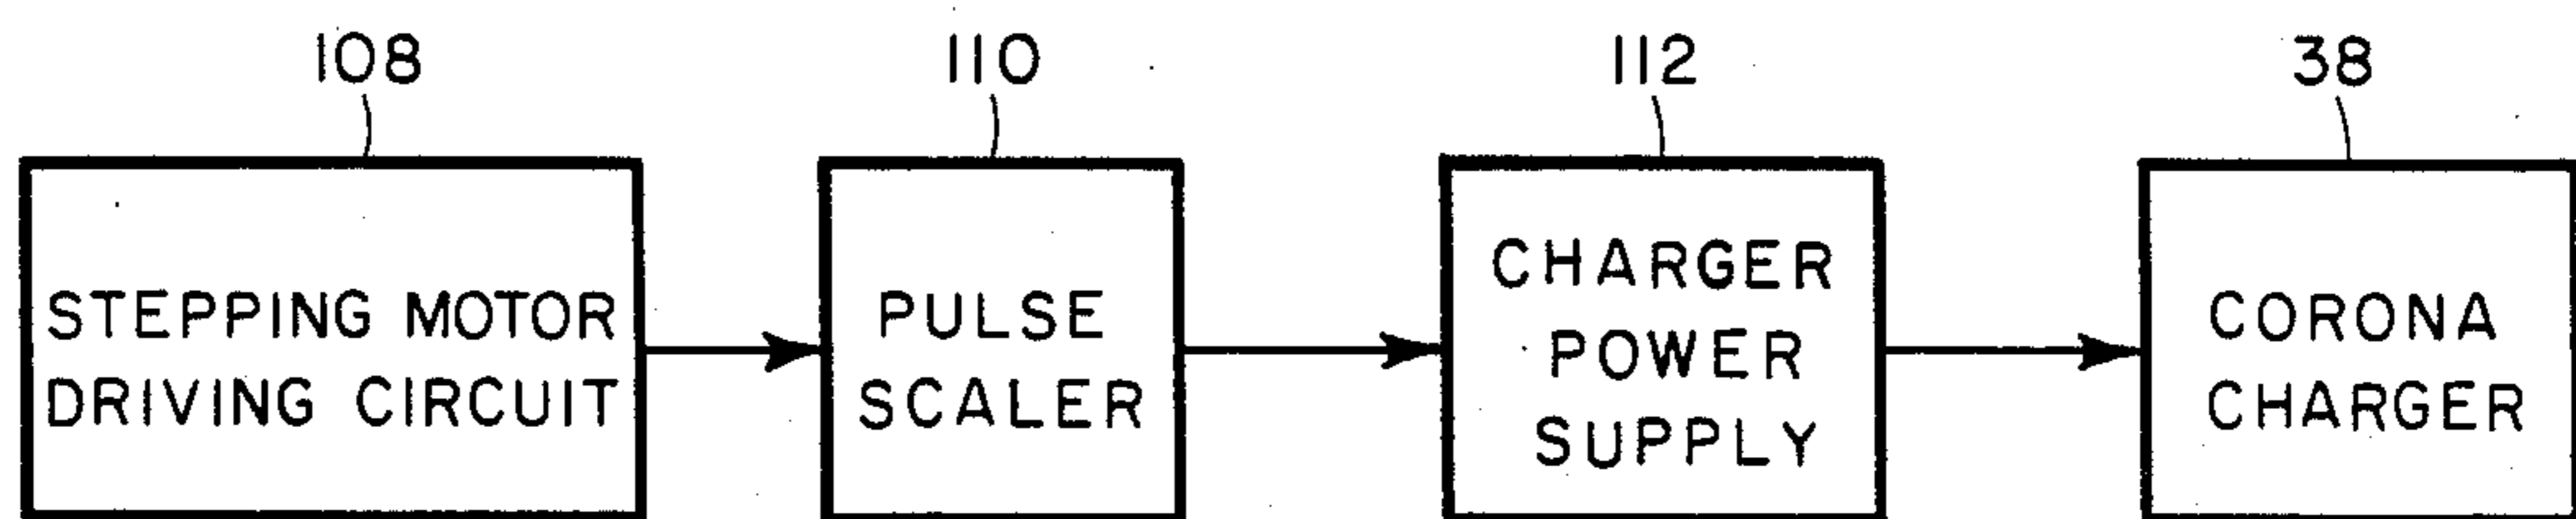 108
110
112
38
STEPPING MOTOR
DRIVING CIRCUIT
PULSE
SCALER
CHARGER
POWER
SUPPLY
CORONA
CHARGER